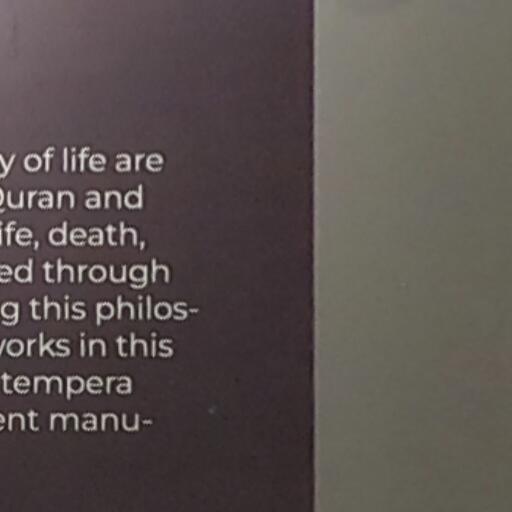 y of life are
Quran and
ife, death,
ed through
g this philos-
works in this
tempera
ent manu-